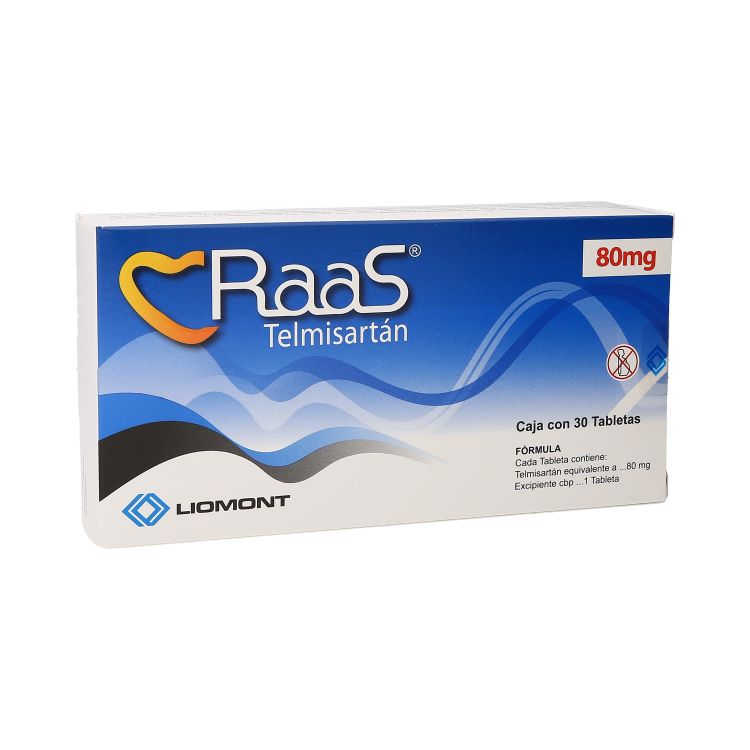 RaaS®
Telmisartán
80mg
Caja con 30 Tabletas
FÓRMULA
Cada Tableta contiene:
Telmisartán equivalente a ...80 mg
Excipiente cbp ...1 Tableta
LIOMONT